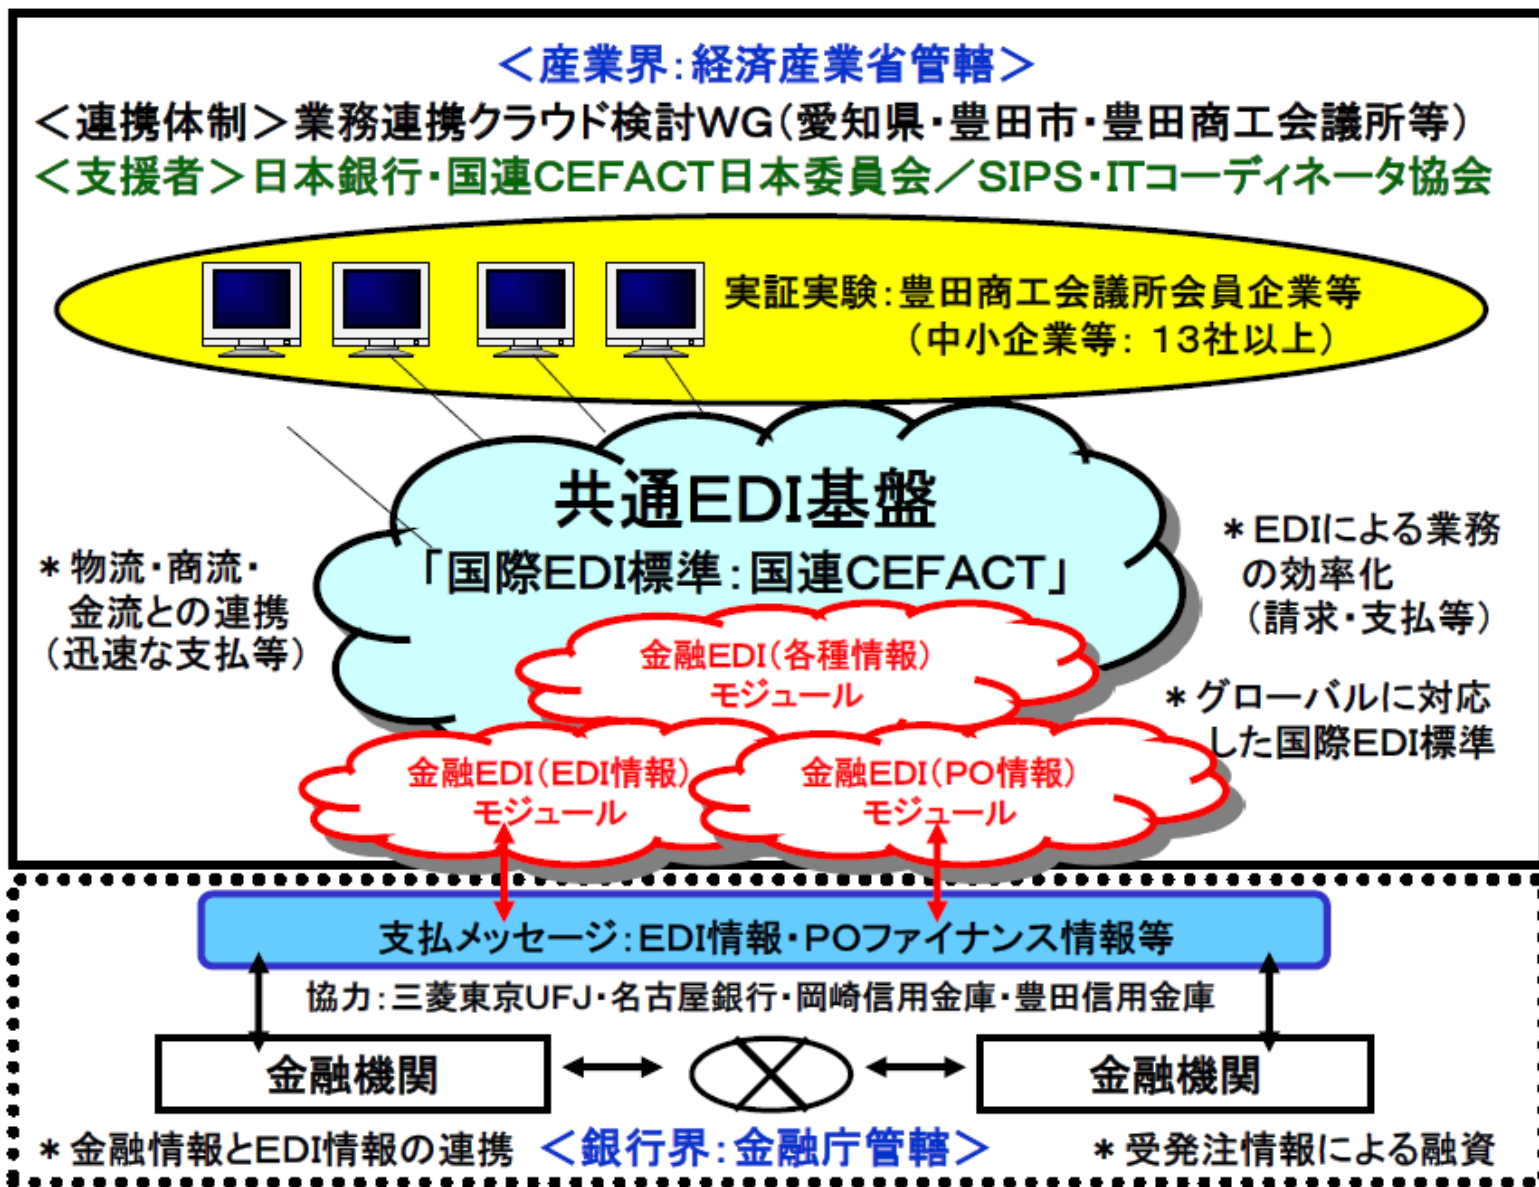 ＜産業界：経済産業省管轄＞
＜連携体制＞業務連携クラウド検討WG（愛知県・豊田市・豊田商工会議所等）
＜支援者＞日本銀行・国連CEFACT日本委員会／SIPS・ITコーディネータ協会
実証実験：豊田商工会議所会員企業等
（中小企業等：13社以上）
共通EDI基盤
「国際EDI標準：国連CEFACT」
＊物流・商流・
金流との連携
（迅速な支払等）
＊EDIによる業務
の効率化
（請求・支払等）
＊グローバルに対応
した国際EDI標準
金融EDI（各種情報）
モジュール
金融EDI（EDI情報）
モジュール
金融EDI（PO情報）
モジュール
支払メッセージ：EDI情報・POファイナンス情報等
協力：三菱東京UFJ・名古屋銀行・岡崎信用金庫・豊田信用金庫
金融機関
金融機関
＊金融情報とEDI情報の連携
＜銀行界：金融庁管轄＞
＊受発注情報による融資